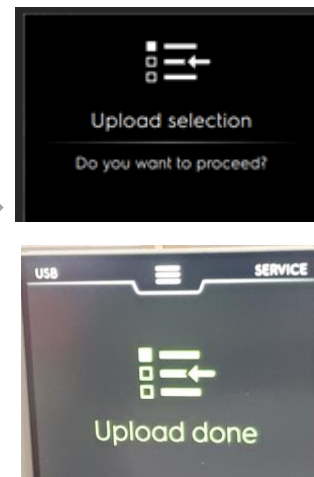 Upload selection
Do you want to proceed?
USB SERVICE
Upload done